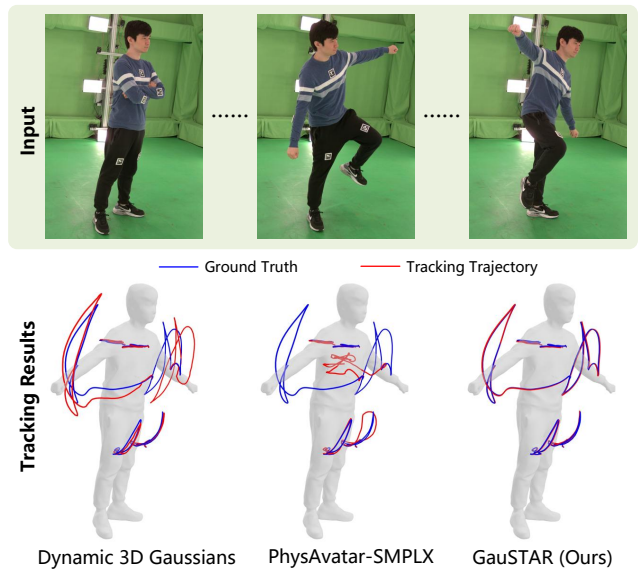 Input
......
......
Ground Truth
Tracking Trajectory
Tracking Results
Dynamic 3D Gaussians
PhysAvatar-SMPLX
GauSTAR (Ours)